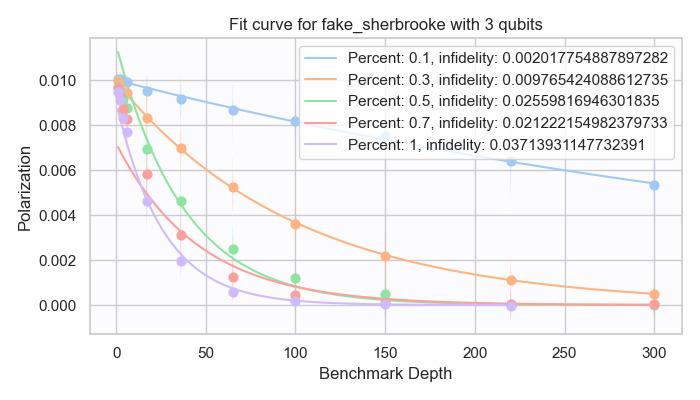 Fit curve for fake_sherbrooke with 3 qubits
Percent: 0.1, infidelity: 0.002017754887897282
Percent: 0.3, infidelity: 0.009765424088612735
Percent: 0.5, infidelity: 0.02559816946301835
Percent: 0.7, infidelity: 0.021222154982379733
Percent: 1, infidelity: 0.03713931147732391
Polarization
0.010
0.008
0.006
0.004
0.002
0.000
0 50 100 150 200 250 300
Benchmark Depth